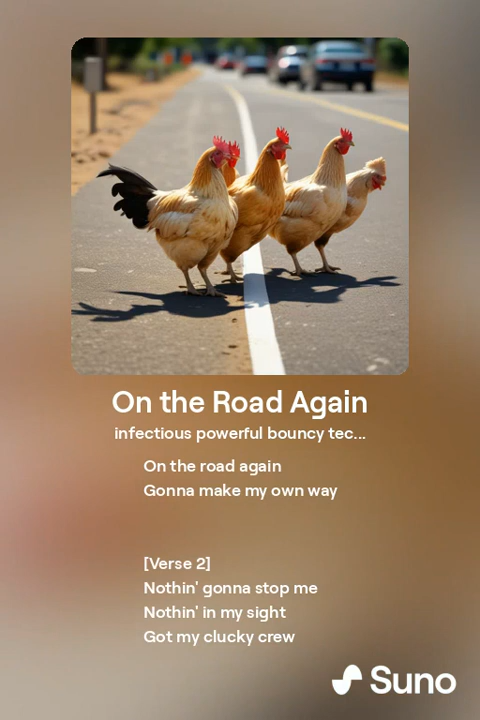 On the Road Again
infectious powerful bouncy tec...
On the road again
Gonna make my own way
[Verse 2]
Nothin' gonna stop me
Nothin' in my sight
Got my clucky crew
Suno